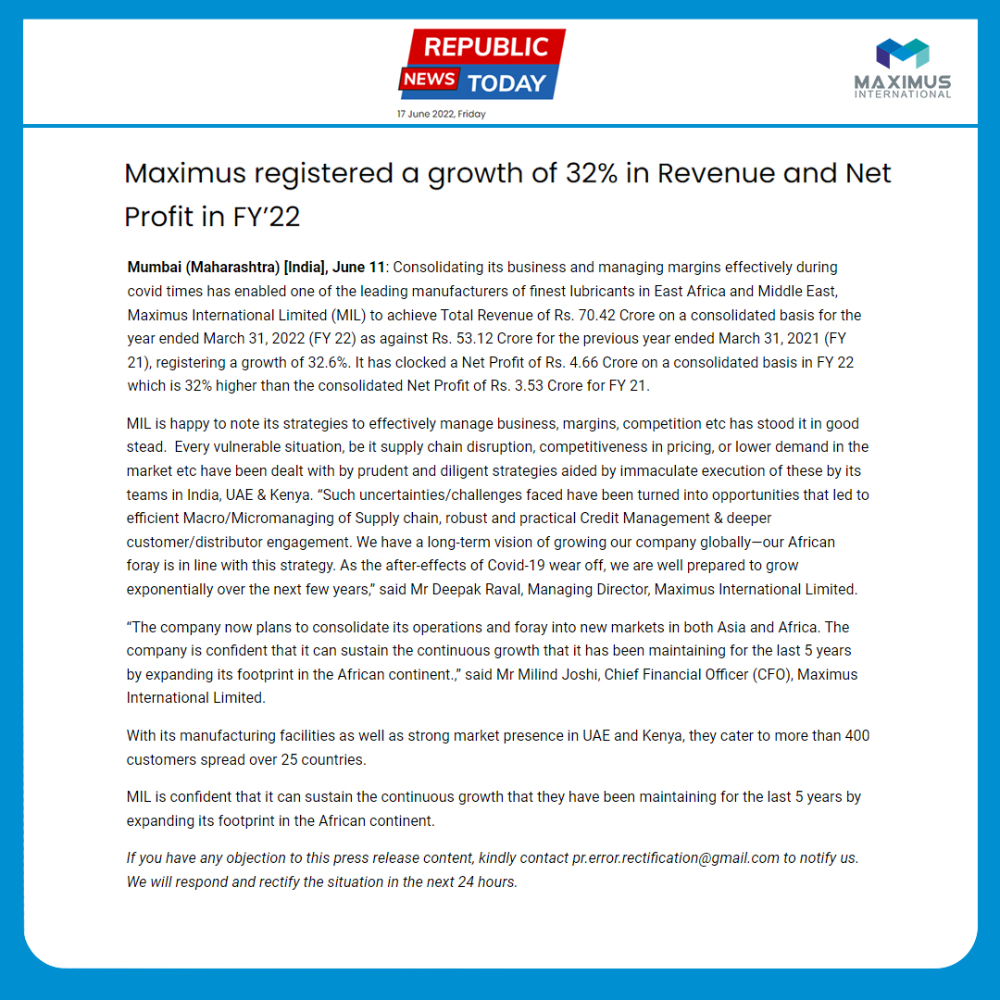 REPUBLIC
NEWS TODAY
17 June 2022, Friday
MAXIMUS
INTERNATIONAL
Maximus registered a growth of 32% in Revenue and Net
Profit in FY’22
Mumbai (Maharashtra) [India], June 11: Consolidating its business and managing margins effectively during
covid times has enabled one of the leading manufacturers of finest lubricants in East Africa and Middle East,
Maximus International Limited (MIL) to achieve Total Revenue of Rs. 70.42 Crore on a consolidated basis for the
year ended March 31, 2022 (FY 22) as against Rs. 53.12 Crore for the previous year ended March 31, 2021 (FY
21), registering a growth of 32.6%. It has clocked a Net Profit of Rs. 4.66 Crore on a consolidated basis in FY 22
which is 32% higher than the consolidated Net Profit of Rs. 3.53 Crore for FY 21.
MIL is happy to note its strategies to effectively manage business, margins, competition etc has stood it in good
stead.  Every vulnerable situation, be it supply chain disruption, competitiveness in pricing, or lower demand in the
market etc have been dealt with by prudent and diligent strategies aided by immaculate execution of these by its
teams in India, UAE & Kenya. “Such uncertainties/challenges faced have been turned into opportunities that led to
efficient Macro/Micromanaging of Supply chain, robust and practical Credit Management & deeper
customer/distributor engagement. We have a long-term vision of growing our company globally—our African
foray is in line with this strategy. As the after-effects of Covid-19 wear off, we are well prepared to grow
exponentially over the next few years,” said Mr Deepak Raval, Managing Director, Maximus International Limited.
“The company now plans to consolidate its operations and foray into new markets in both Asia and Africa. The
company is confident that it can sustain the continuous growth that it has been maintaining for the last 5 years
by expanding its footprint in the African continent.,” said Mr Milind Joshi, Chief Financial Officer (CFO), Maximus
International Limited.
With its manufacturing facilities as well as strong market presence in UAE and Kenya, they cater to more than 400
customers spread over 25 countries.
MIL is confident that it can sustain the continuous growth that they have been maintaining for the last 5 years by
expanding its footprint in the African continent.
If you have any objection to this press release content, kindly contact pr.error.rectification@gmail.com to notify us.
We will respond and rectify the situation in the next 24 hours.